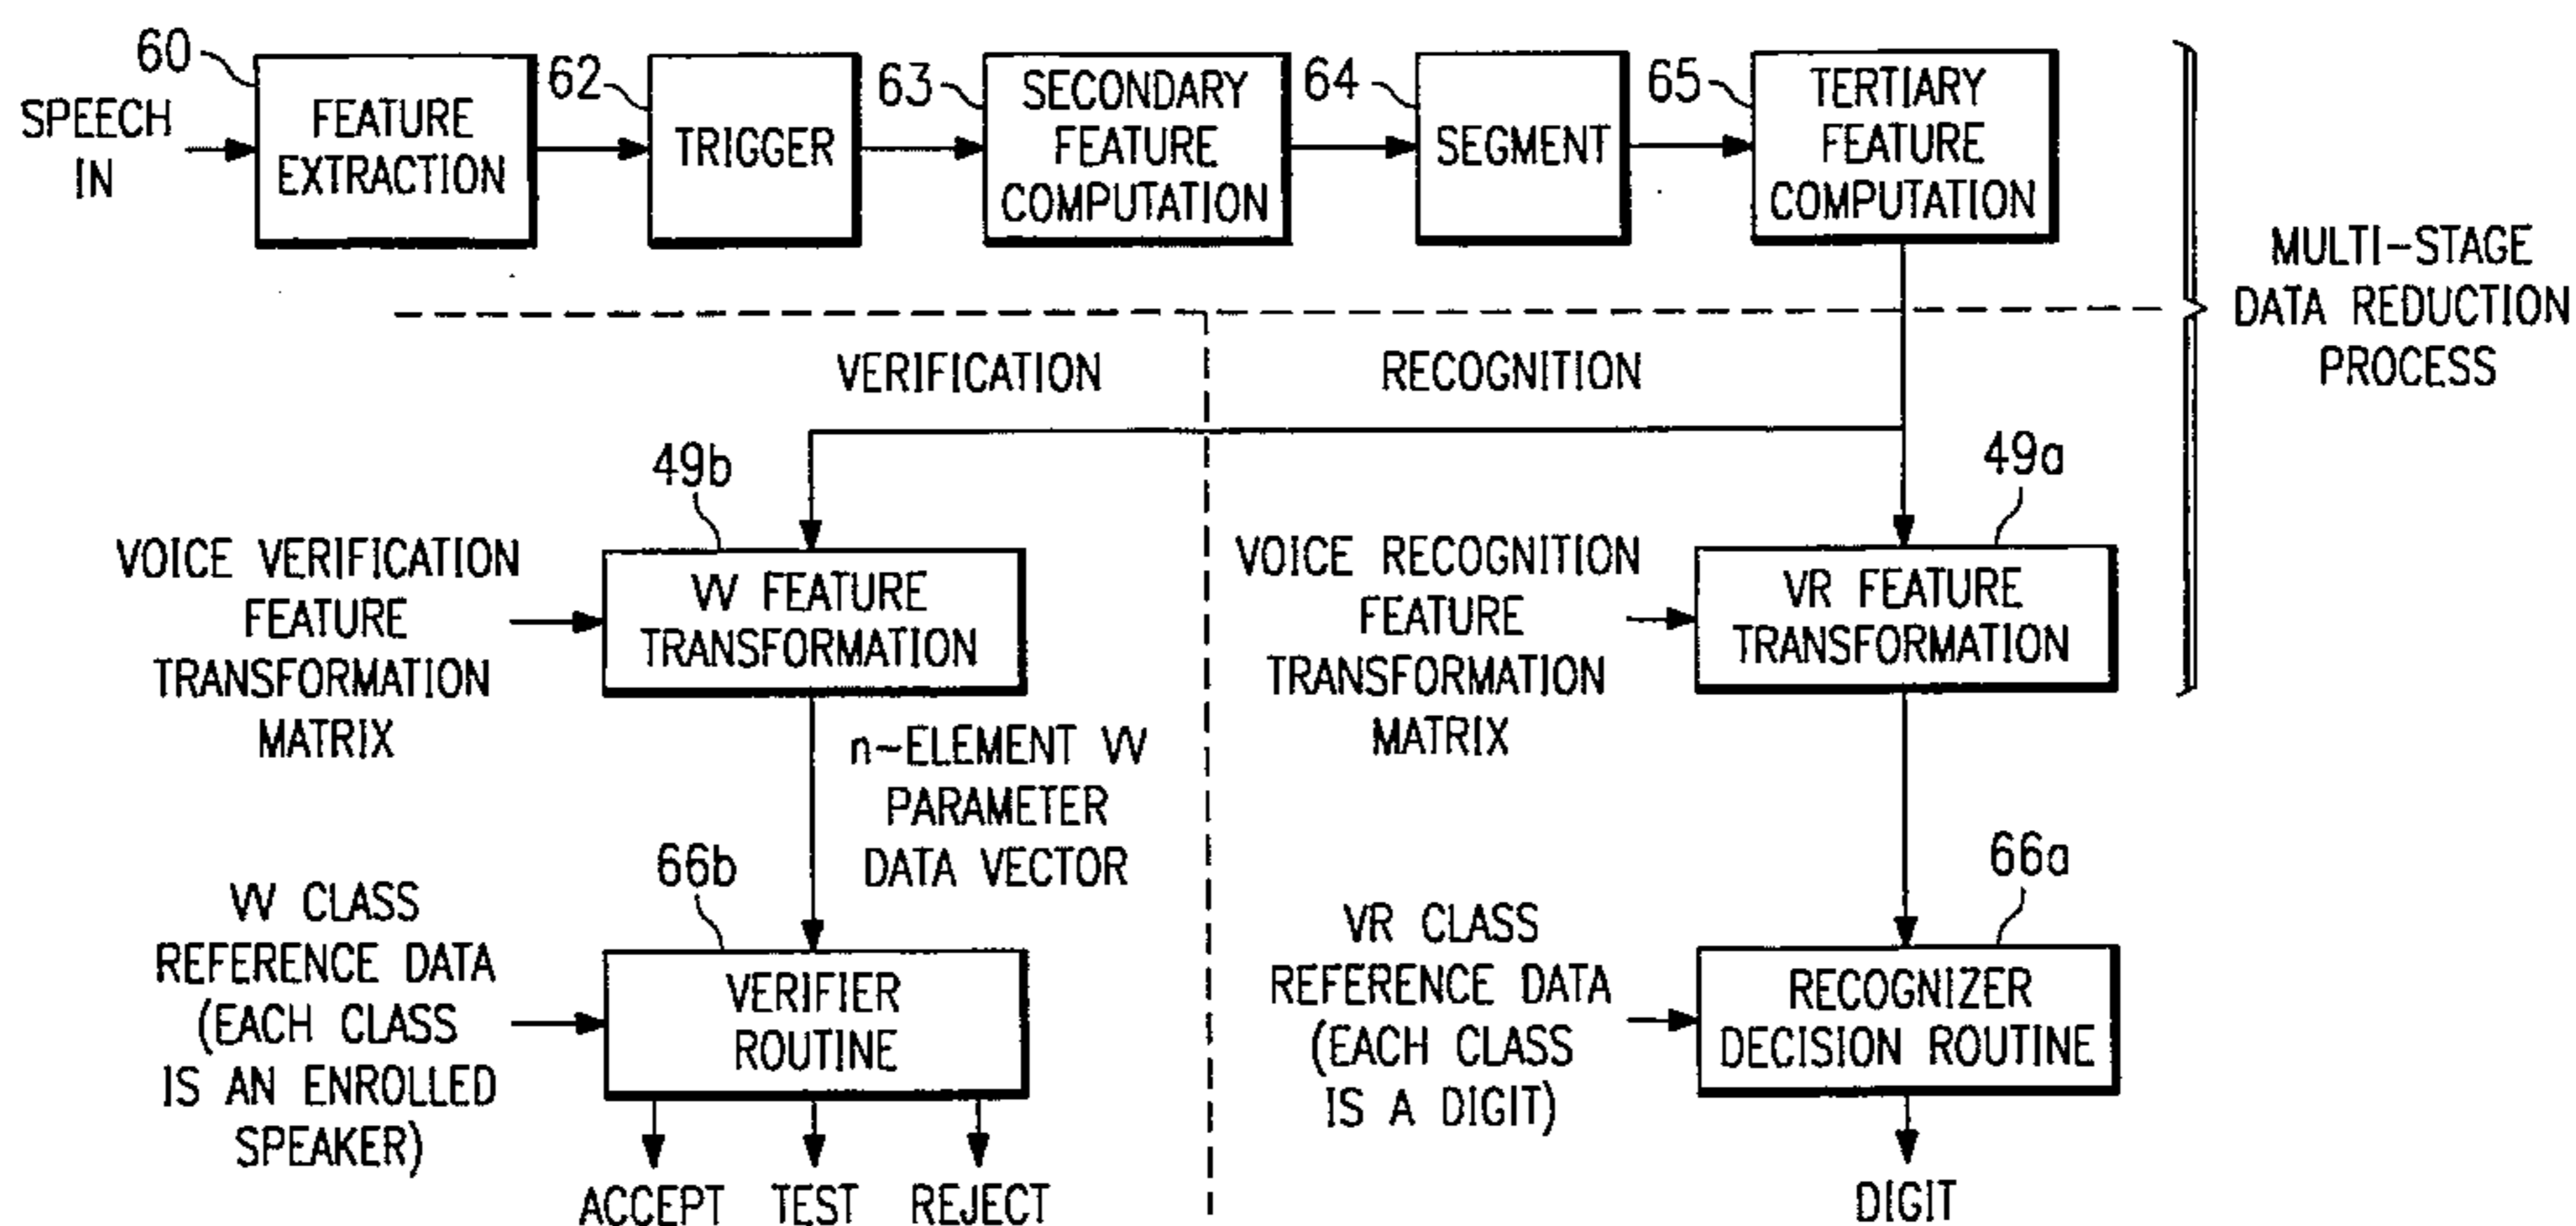 60
SPEECH
IN
FEATURE
EXTRACTION
62
TRIGGER
63
SECONDARY
FEATURE
COMPUTATION
64
SEGMENT
65
TERTIARY
FEATURE
COMPUTATION
MULTI-STAGE
DATA REDUCTION
PROCESS
VERIFICATION
RECOGNITION
49b
VOICE VERIFICATION
FEATURE
TRANSFORMATION
MATRIX
VV FEATURE
TRANSFORMATION
49a
VOICE RECOGNITION
FEATURE
TRANSFORMATION
MATRIX
VR FEATURE
TRANSFORMATION
n-ELEMENT VV
PARAMETER
DATA VECTOR
66b
VV CLASS
REFERENCE DATA
(EACH CLASS
IS AN ENROLLED
SPEAKER)
VERIFIER
ROUTINE
ACCEPT
TEST
REJECT
66a
VR CLASS
REFERENCE DATA
(EACH CLASS
IS A DIGIT)
RECOGNIZER
DECISION ROUTINE
DIGIT